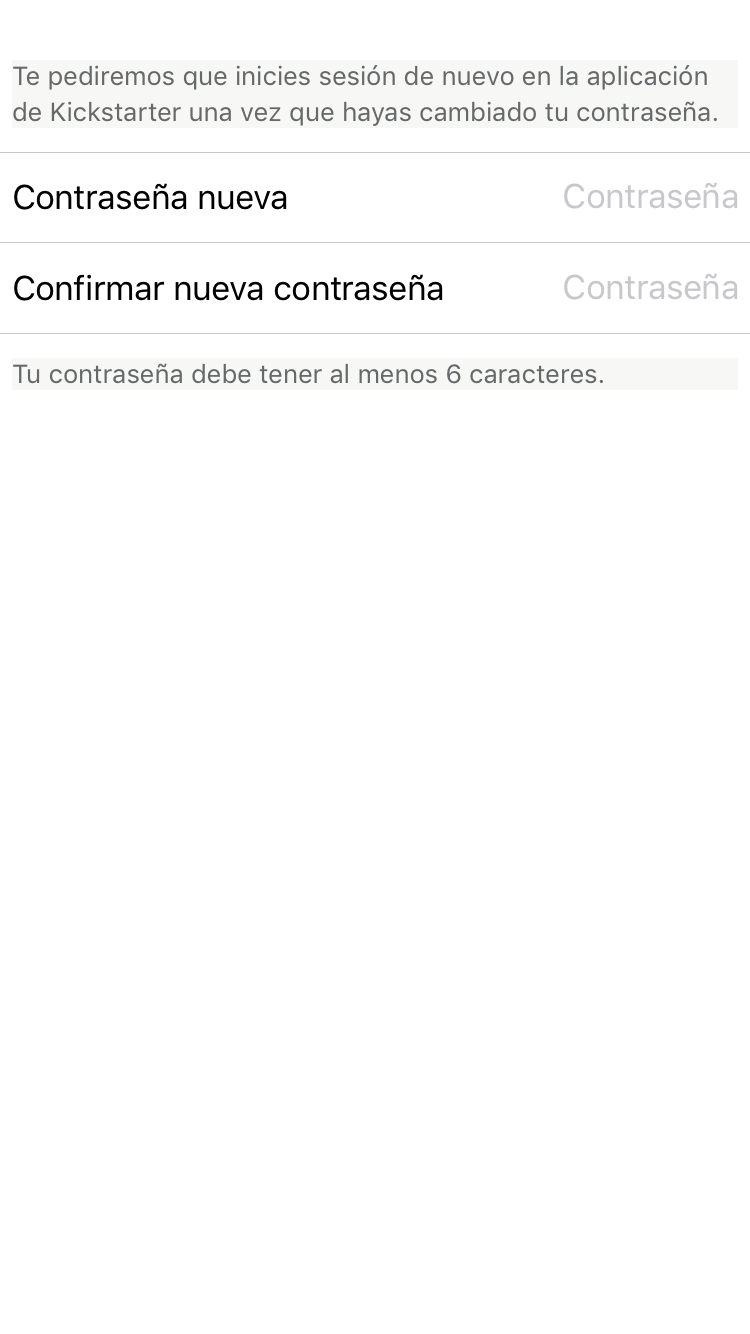 Te pediremos que inicies sesión de nuevo en la aplicación
de Kickstarter una vez que hayas cambiado tu contraseña.
Contraseña nueva Contraseña
Confirmar nueva contraseña Contraseña
Tu contraseña debe tener al menos 6 caracteres.